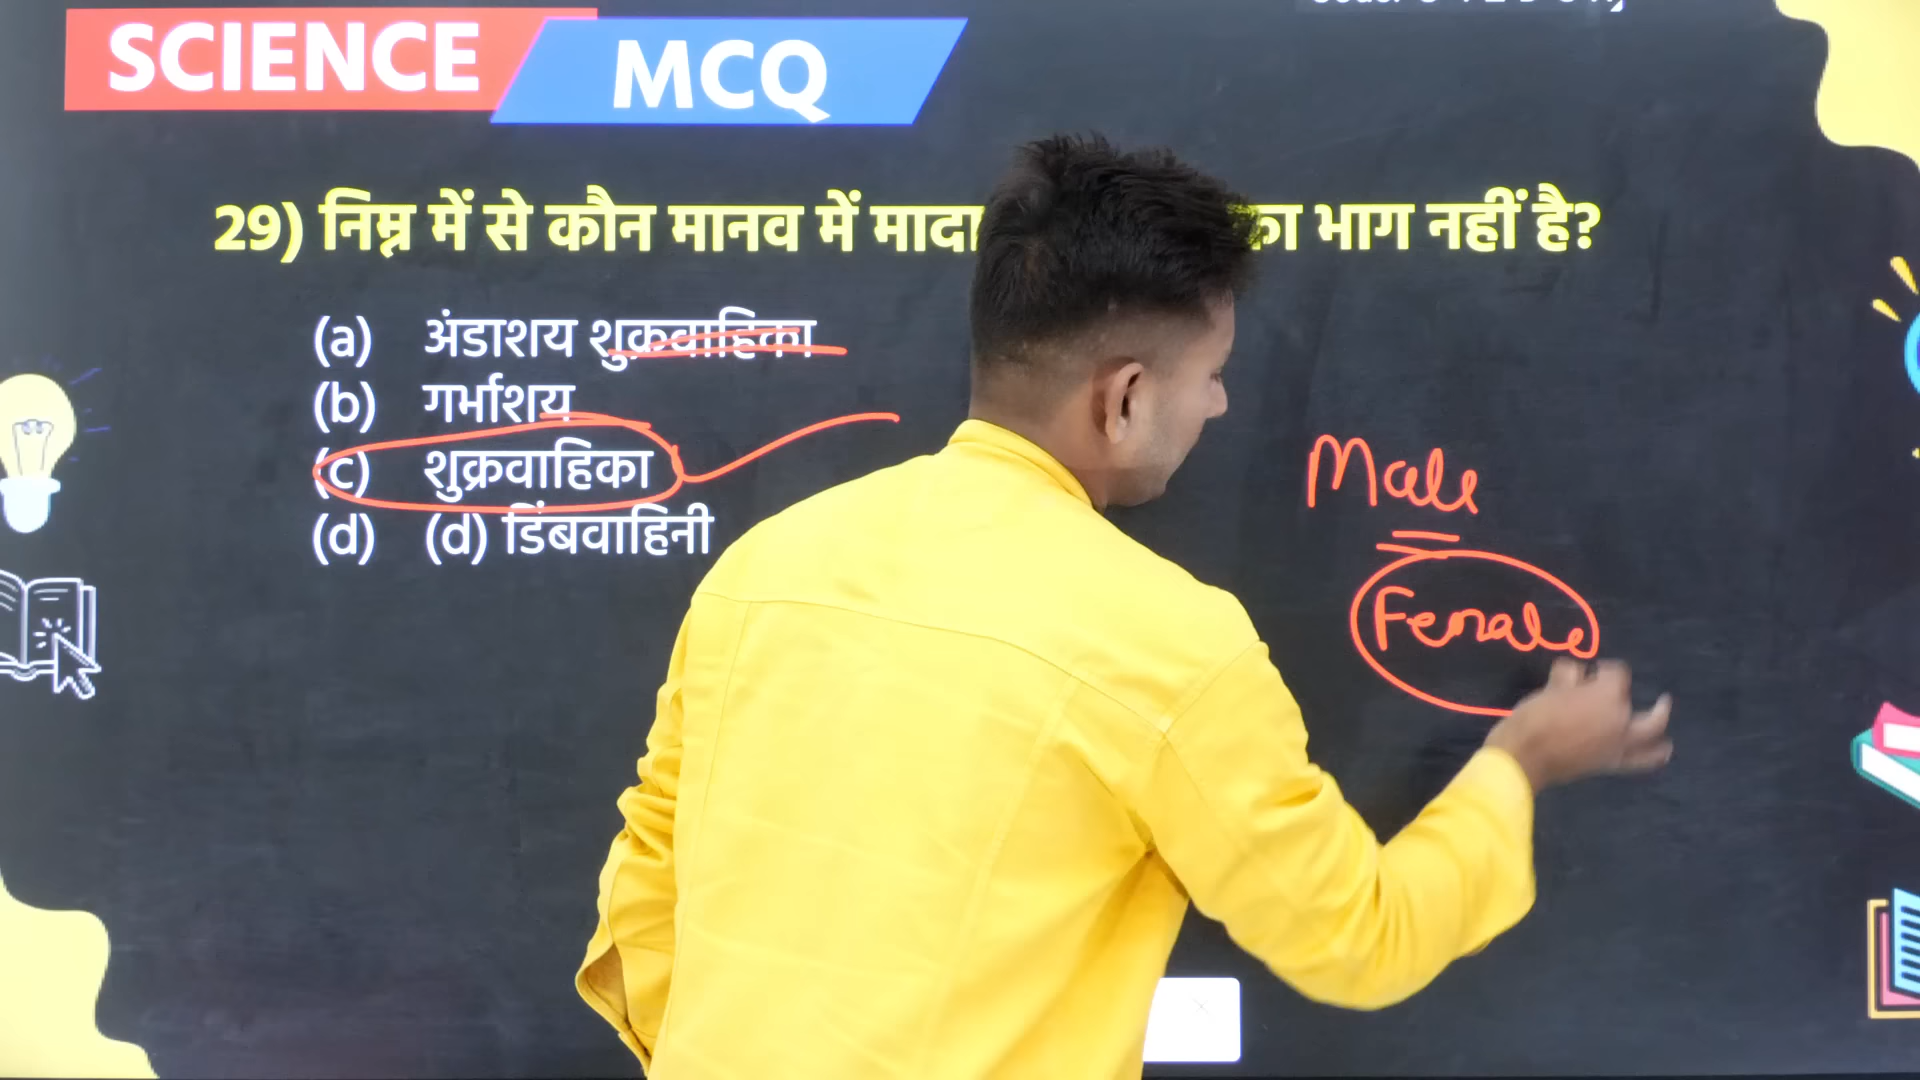 SCIENCE MCQ
29) निम्न में से कौन मानव में मादा का भाग नहीं है?
(a) अंडाशय शुक्रवाहिका
(b) गर्भाशय
(c) शुक्रवाहिका
(d) (d) डिंबवाहिनी
Male
Female